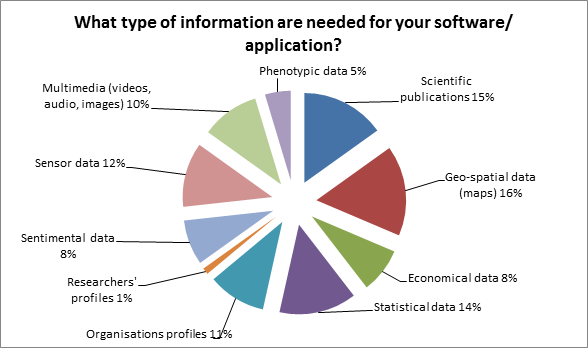 What type of information are needed for your software/
application?
Phenotypic data 5%
Scientific
publications 15%
Geo-spatial data
(maps) 16%
Economical data 8%
Statistical data 14%
Organisations profiles 11%
Researchers'
profiles 1%
Sentimental data
8%
Sensor data 12%
Multimedia (videos,
audio, images) 10%